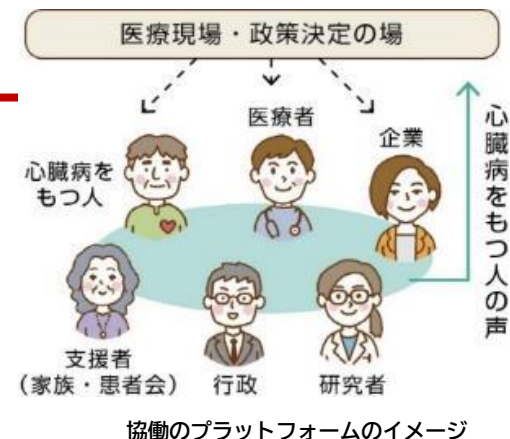 医療現場・政策決定の場
医療者
企業
心臓病を
もつ人
心臓病をもつ人の声
支援者
（家族・患者会）
行政
研究者
協働のプラットフォームのイメージ